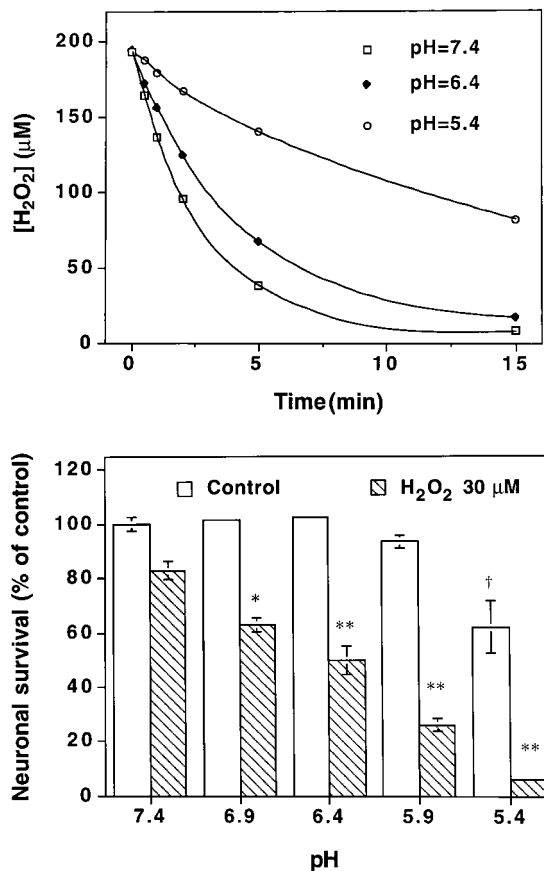 200
150
100
50
0
[H₂O₂] (μM)
pH=7.4
pH=6.4
pH=5.4
0
5
10
15
Time (min)
120
100
80
60
40
20
0
Neuronal survival (% of control)
Control
H₂O₂ 30 μM
*
**
**
†
**
7.4
6.9
6.4
5.9
5.4
pH